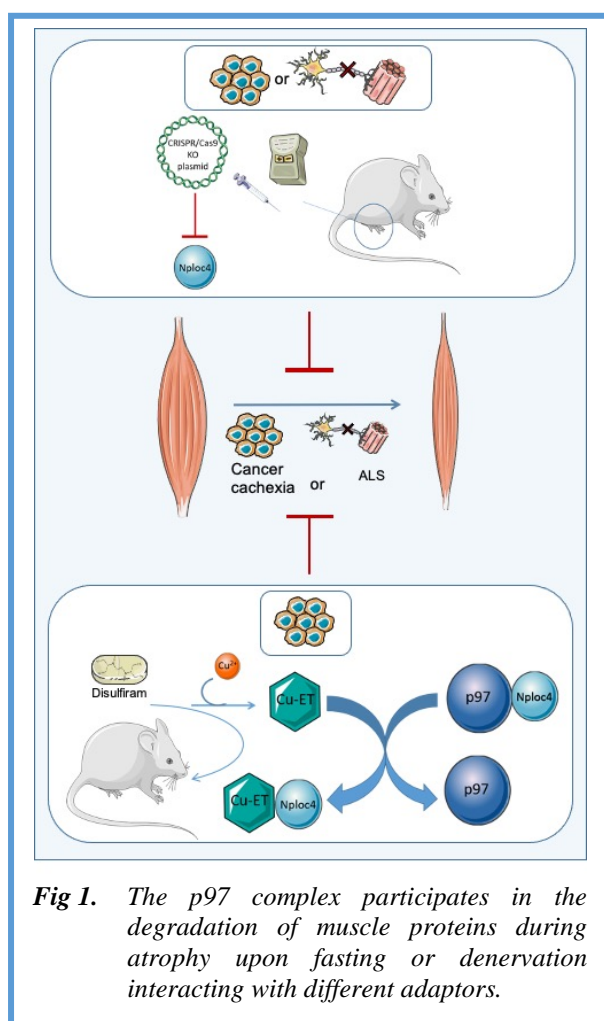 or
CRISPR/Cas9
KO
plasmid
Nploc4
Cancer
cachexia or ALS
Cu²⁺
Disulfiram
Cu-ET
p97 Nploc4
Cu-ET Nploc4
p97
Fig 1. The p97 complex participates in the
degradation of muscle proteins during
atrophy upon fasting or denervation
interacting with different adaptors.